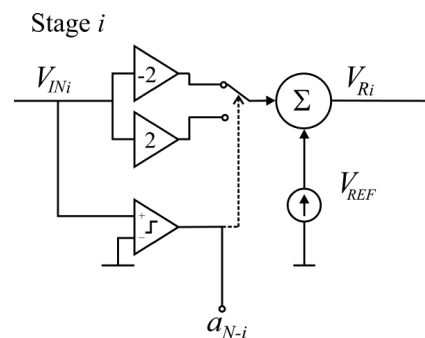 Stage i
V_INi
-2
2
Σ
V_Ri
V_REF
+
−
a_N-i